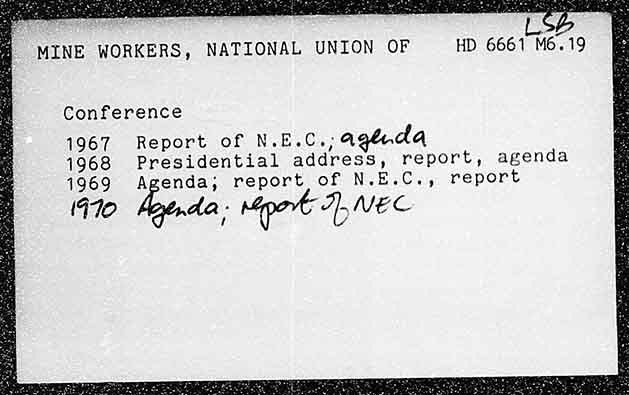 LSB
MINE WORKERS, NATIONAL UNION OF HD 6661 M6.19
Conference
1967 Report of N.E.C.; agenda
1968 Presidential address, report, agenda
1969 Agenda; report of N.E.C., report
1970 Agenda; report of NEC